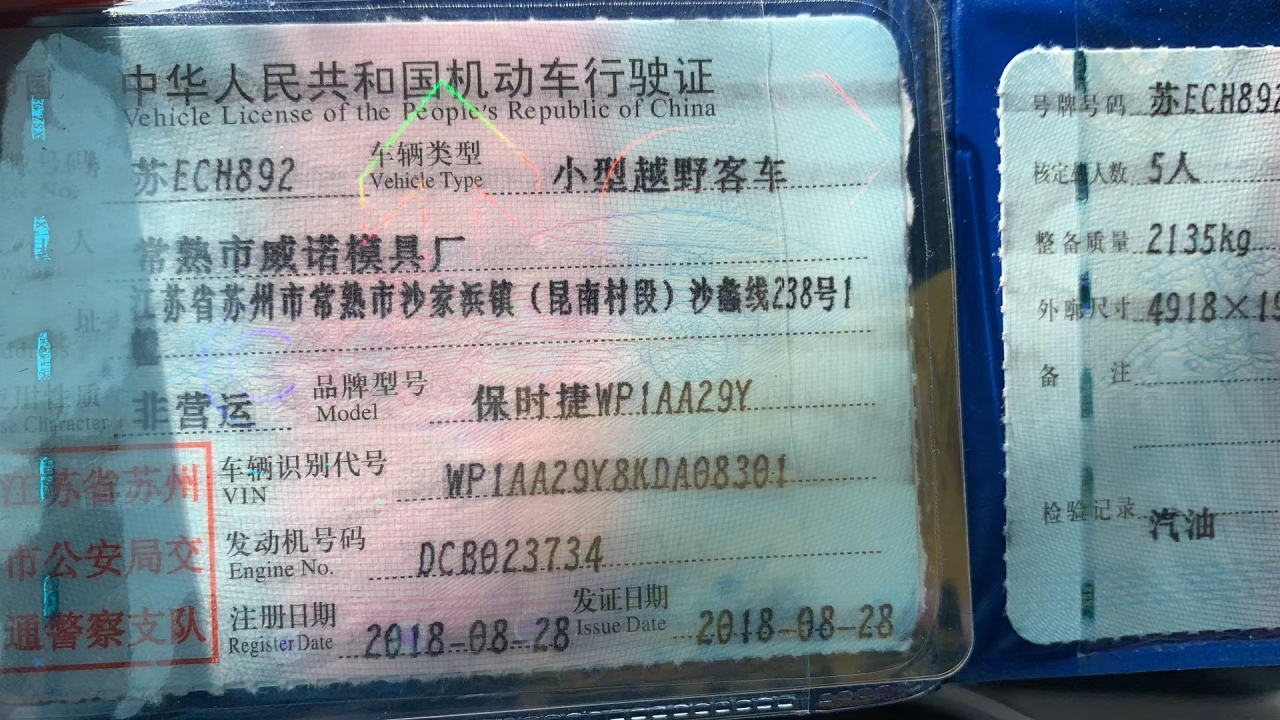 中华人民共和国机动车行驶证
Vehicle License of the People's Republic of China
号码
苏ECH892
车辆类型
Vehicle Type
小型越野客车
人
常熟市威诺模具厂
址
江苏省苏州市常熟市沙家浜镇（昆南村段）沙蠡线238号1
用性质
Character
非营运
品牌型号
Model
保时捷WP1AA29Y
车辆识别代号
VIN
WP1AA29Y8KDA08301
发动机号码
Engine No.
DCB023734
注册日期
Register Date
2018-08-28
发证日期
Issue Date
2018-08-28
江苏省苏州
市公安局交
通警察支队
号牌号码
苏ECH892
核定载人数
5人
整备质量
2135kg
外廓尺寸
4918×19
备 注
检验记录
汽油